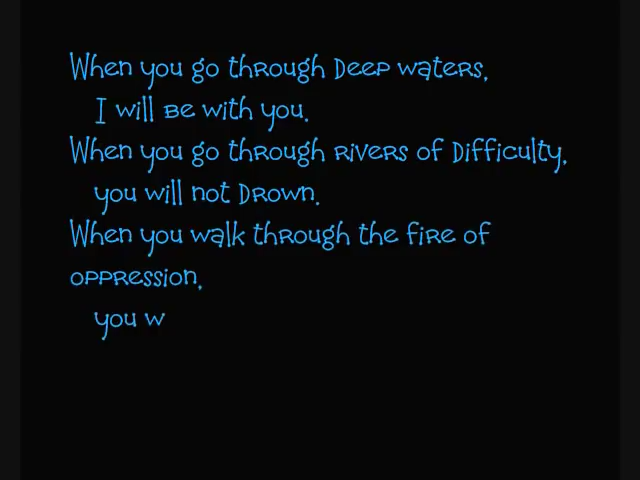 When you go through deep waters,
I will be with you.
When you go through rivers of difficulty,
you will not drown.
When you walk through the fire of
oppression,
you w